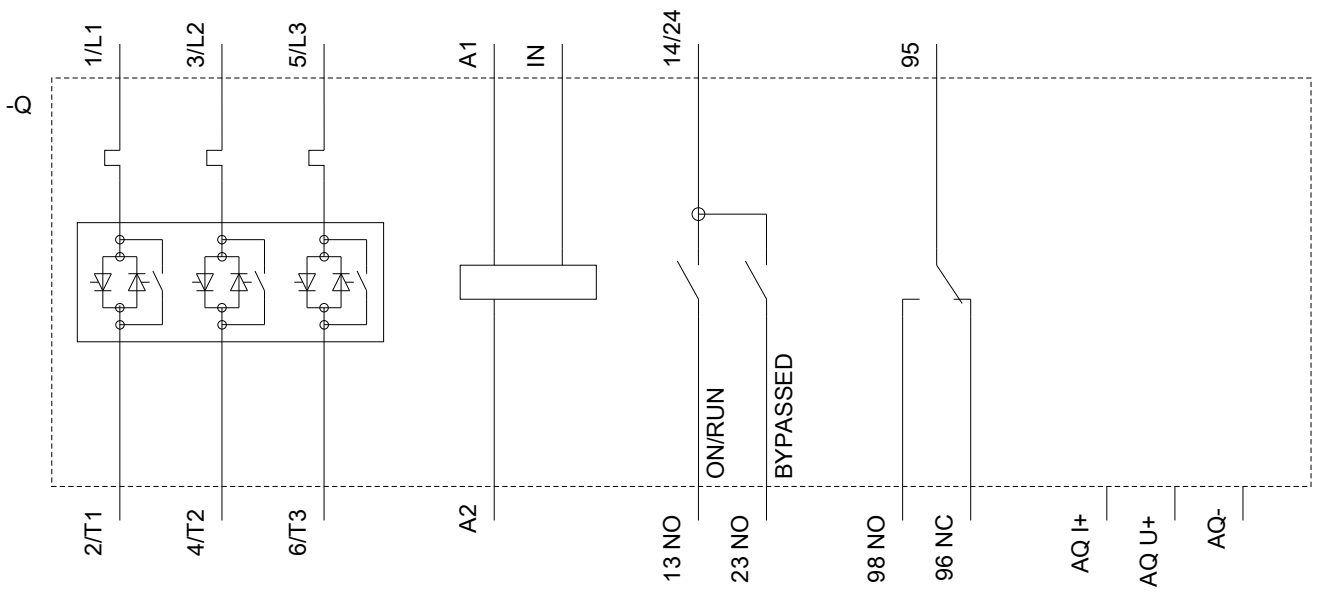 1/L1
3/L2
5/L3
A1
IN
14/24
95
-Q
ON/RUN
BYPASSED
2/T1
4/T2
6/T3
A2
13 NO
23 NO
98 NO
96 NC
AQ I+
AQ U+
AQ-